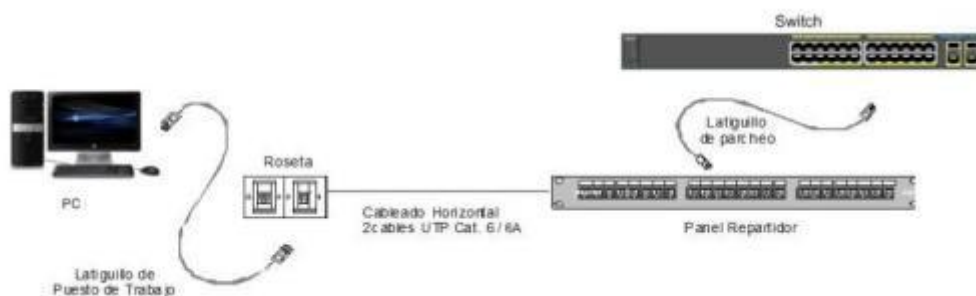 Switch
Latiguillo
de parcheo
Roseta
PC
Cableado Horizontal
2cables UTP Cat. 6 / 6A
Panel Repartidor
Latiguillo de
Puesto de Trabajo